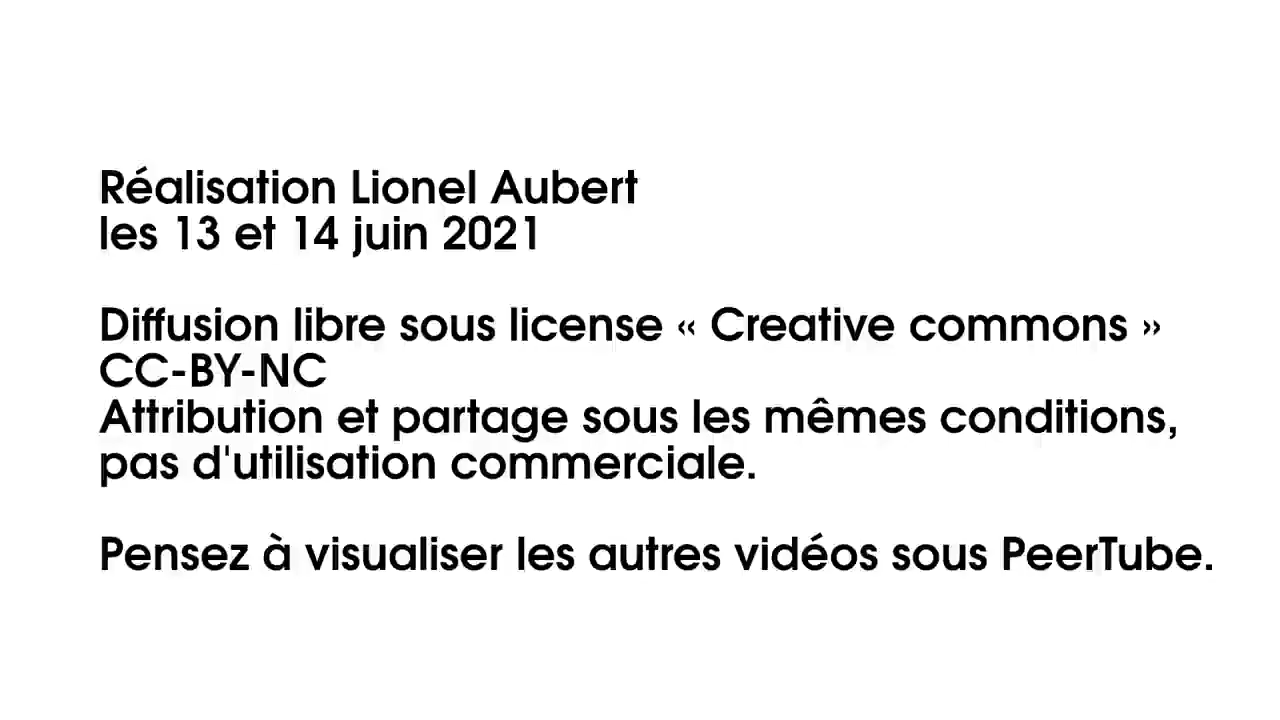 Réalisation Lionel Aubert
les 13 et 14 juin 2021
Diffusion libre sous license « Creative commons »
CC-BY-NC
Attribution et partage sous les mêmes conditions,
pas d'utilisation commerciale.
Pensez à visualiser les autres vidéos sous PeerTube.